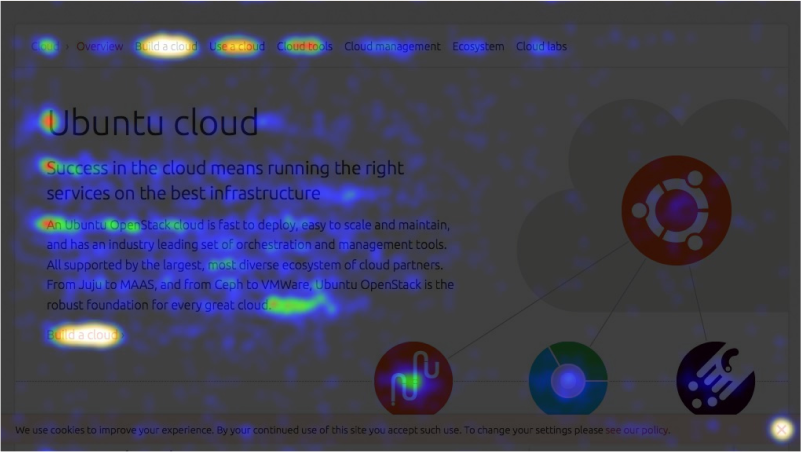 Cloud › Overview Build a cloud Use a cloud Cloud tools Cloud management Ecosystem Cloud labs
Ubuntu cloud
Success in the cloud means running the right
services on the best infrastructure
An Ubuntu OpenStack cloud is fast to deploy, easy to scale and maintain,
and has an industry leading set of orchestration and management tools.
All supported by the largest, most diverse ecosystem of cloud partners.
From Juju to MAAS, and from Ceph to VMWare, Ubuntu OpenStack is the
robust foundation for every great cloud.
Build a cloud
We use cookies to improve your experience. By your continued use of this site you accept such use. To change your settings please see our policy.